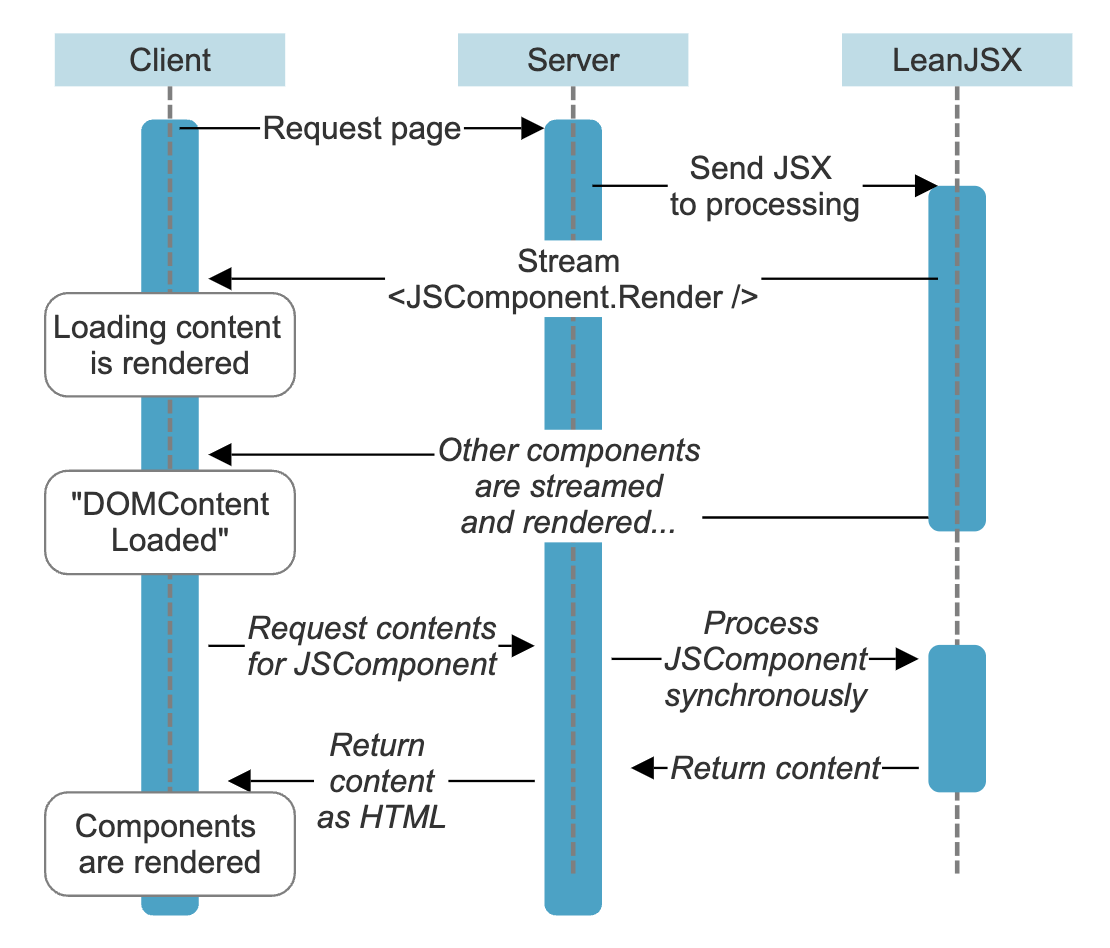 Client
Server
LeanJSX
Request page
Send JSX
to processing
Stream
<JSComponent.Render />
Loading content
is rendered
Other components
are streamed
and rendered...
"DOMContent
Loaded"
Request contents
for JSComponent
Process
JSComponent
synchronously
Return content
Return
content
as HTML
Components
are rendered